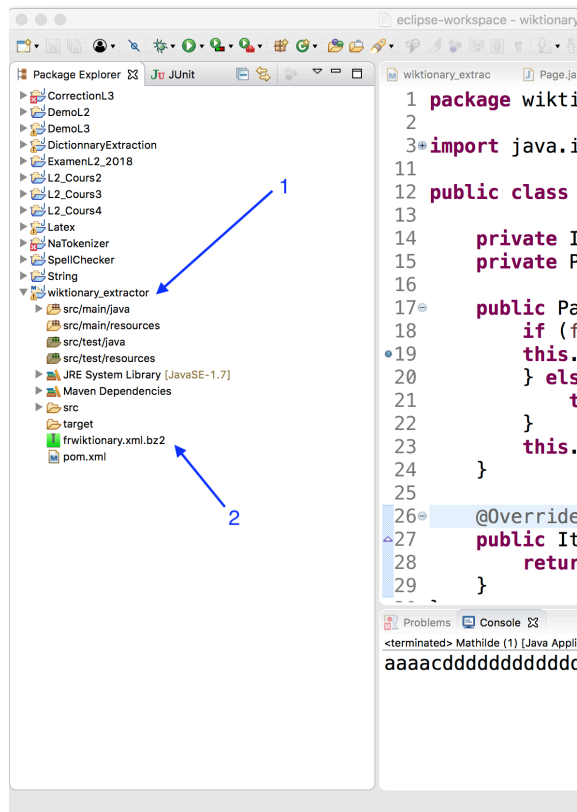 eclipse-workspace - wiktionary
Package Explorer
JUnit
CorrectionL3
DemoL2
DemoL3
DictionnaryExtraction
ExamenL2_2018
L2_Cours2
L2_Cours3
L2_Cours4
Latex
NaTokenizer
SpellChecker
String
wiktionary_extractor
src/main/java
src/main/resources
src/test/java
src/test/resources
JRE System Library [JavaSE-1.7]
Maven Dependencies
src
target
frwiktionary.xml.bz2
pom.xml
1
2
wiktionary_extrac Page.ja
1 package wikti
2
3 import java.i
11
12 public class
13
14 private I
15 private P
16
17 public Pa
18 if (f
19 this.
20 } els
21 t
22 }
23 this.
24 }
25
26 @Override
27 public It
28 retur
29 }
Problems Console
<terminated> Mathilde (1) [Java Appli